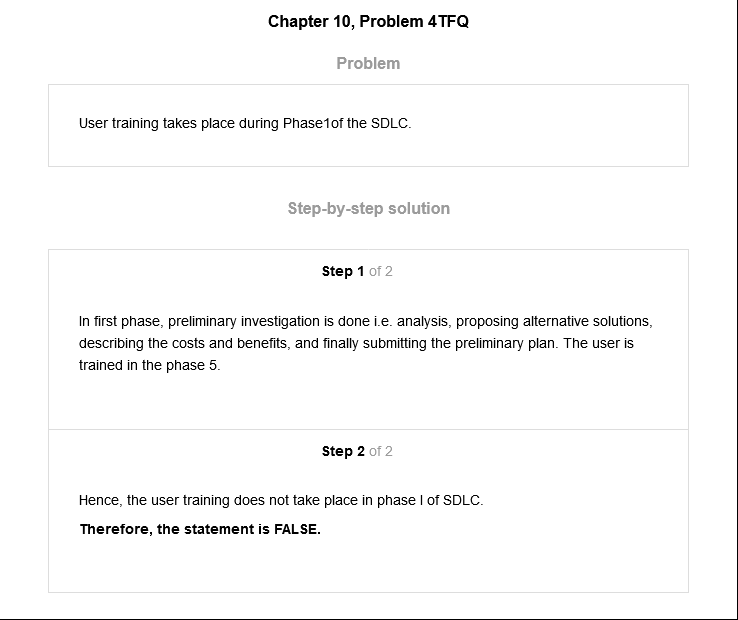 Chapter 10, Problem 4TFQ
Problem
User training takes place during Phase1of the SDLC.
Step-by-step solution
Step 1 of 2
In first phase, preliminary investigation is done i.e. analysis, proposing alternative solutions,
describing the costs and benefits, and finally submitting the preliminary plan. The user is
trained in the phase 5.
Step 2 of 2
Hence, the user training does not take place in phase I of SDLC.
Therefore, the statement is FALSE.